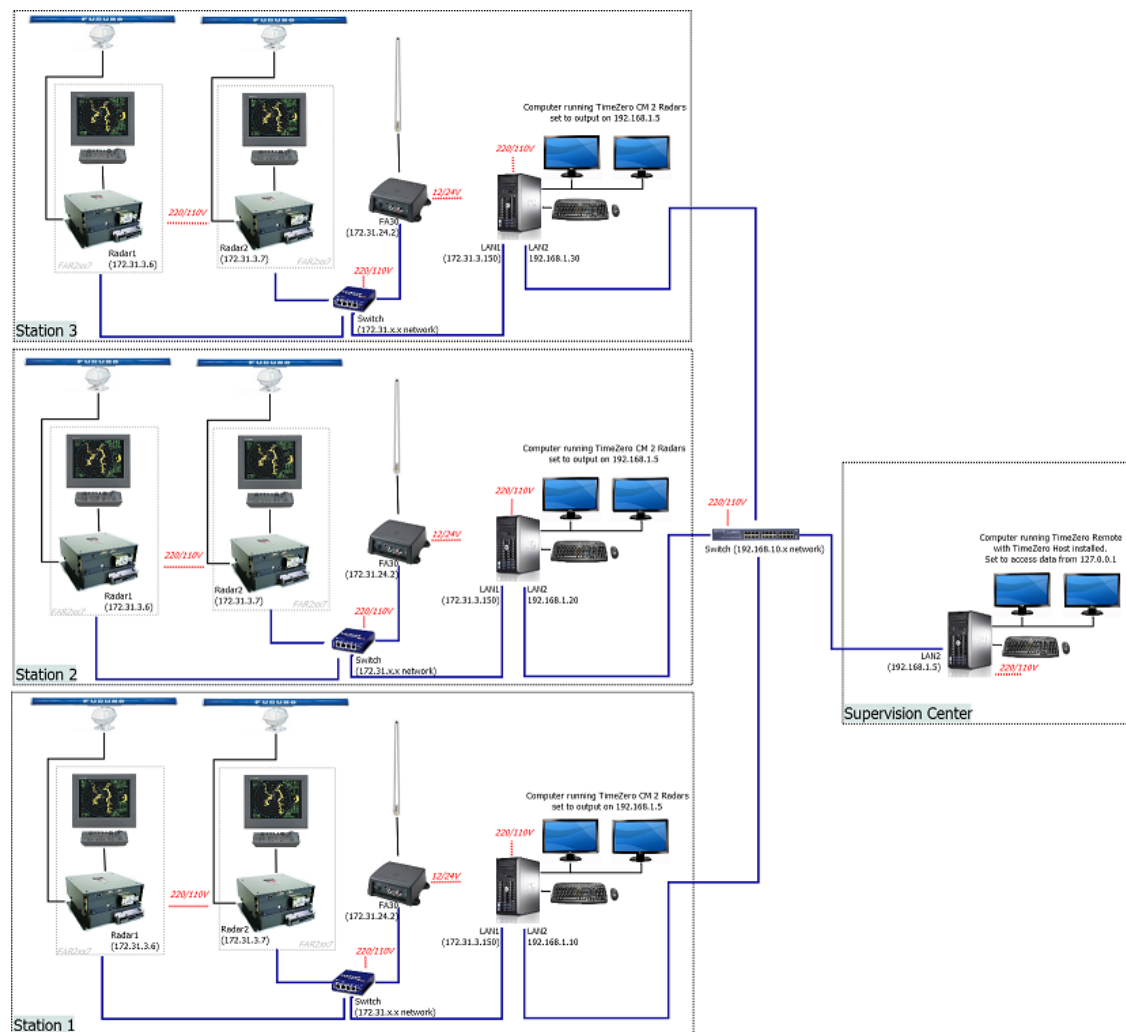 FURUNO
FURUNO
Computer running TimeZero CM 2 Radars
set to output on 192.168.1.5
220/110V
12/24V
220/110V
FA30
(172.31.24.2)
Radar1
(172.31.3.6)
FAR2xx7
Radar2
(172.31.3.7)
FAR2xx7
220/110V
LAN1
(172.31.3.150)
LAN2
192.168.1.30
Switch
(172.31.x.x network)
Station 3
FURUNO
FURUNO
Computer running TimeZero CM 2 Radars
set to output on 192.168.1.5
220/110V
12/24V
220/110V
FA30
(172.31.24.2)
Radar1
(172.31.3.6)
Radar2
(172.31.3.7)
FAR2xx7
220/110V
LAN1
(172.31.3.150)
LAN2
192.168.1.20
Switch
(172.31.x.x network)
Station 2
220/110V
Switch (192.168.10.x network)
Computer running TimeZero Remote
with TimeZero Host installed.
Set to access data from 127.0.0.1
LAN2
(192.168.1.5)
220/110V
Supervision Center
FURUNO
FURUNO
Computer running TimeZero CM 2 Radars
set to output on 192.168.1.5
220/110V
12/24V
220/110V
FA30
(172.31.24.2)
Radar1
(172.31.3.6)
FAR2xx7
Radar2
(172.31.3.7)
FAR2xx7
220/110V
LAN1
(172.31.3.150)
LAN2
192.168.1.10
Switch
(172.31.x.x network)
Station 1